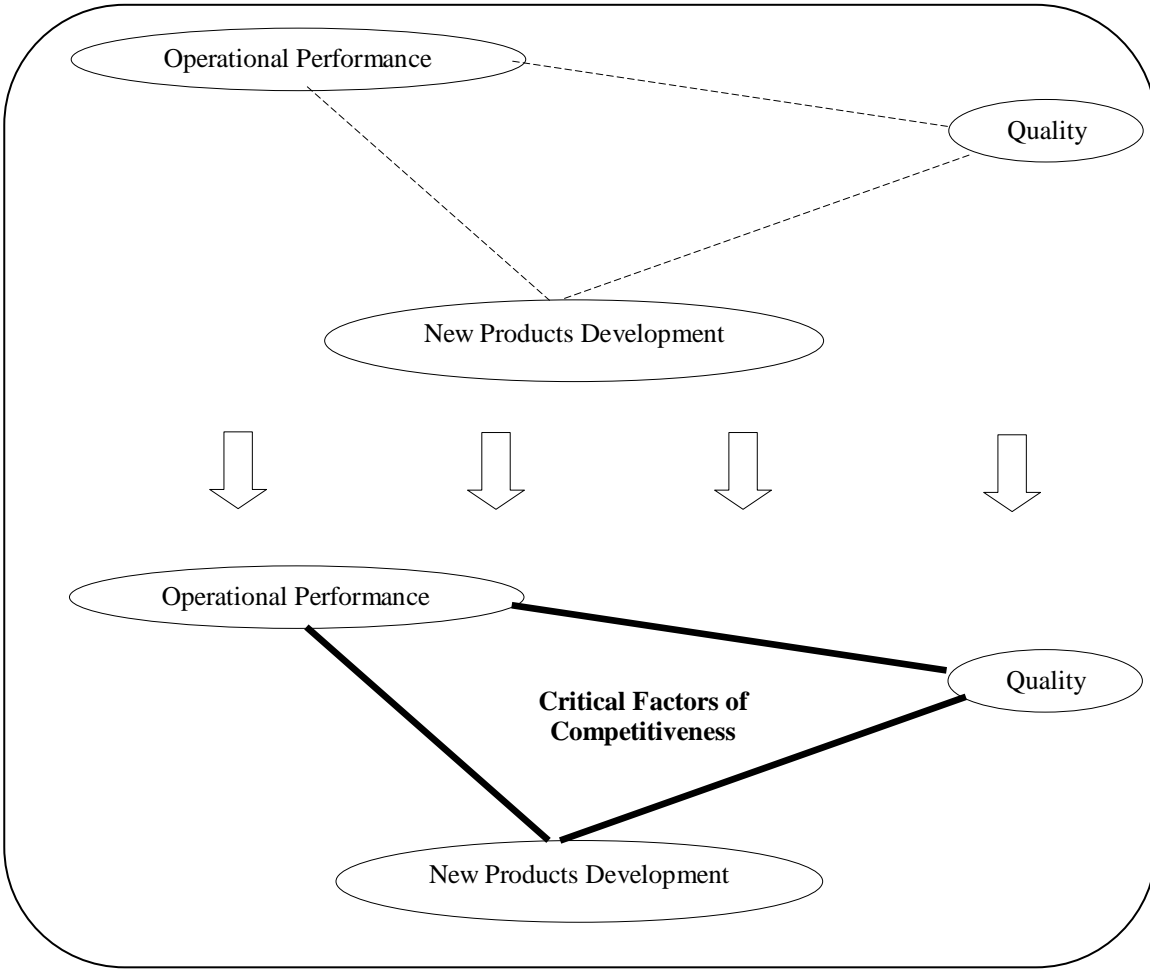 Operational Performance
Quality
New Products Development
Operational Performance
Quality
Critical Factors of
Competitiveness
New Products Development